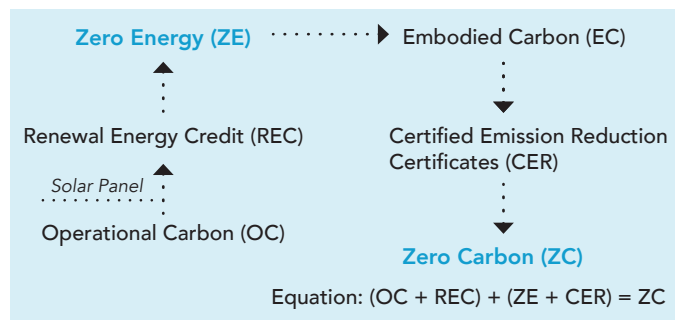 Zero Energy (ZE)
Embodied Carbon (EC)
Renewal Energy Credit (REC)
Certified Emission Reduction
Certificates (CER)
Solar Panel
Operational Carbon (OC)
Zero Carbon (ZC)
Equation: (OC + REC) + (ZE + CER) = ZC